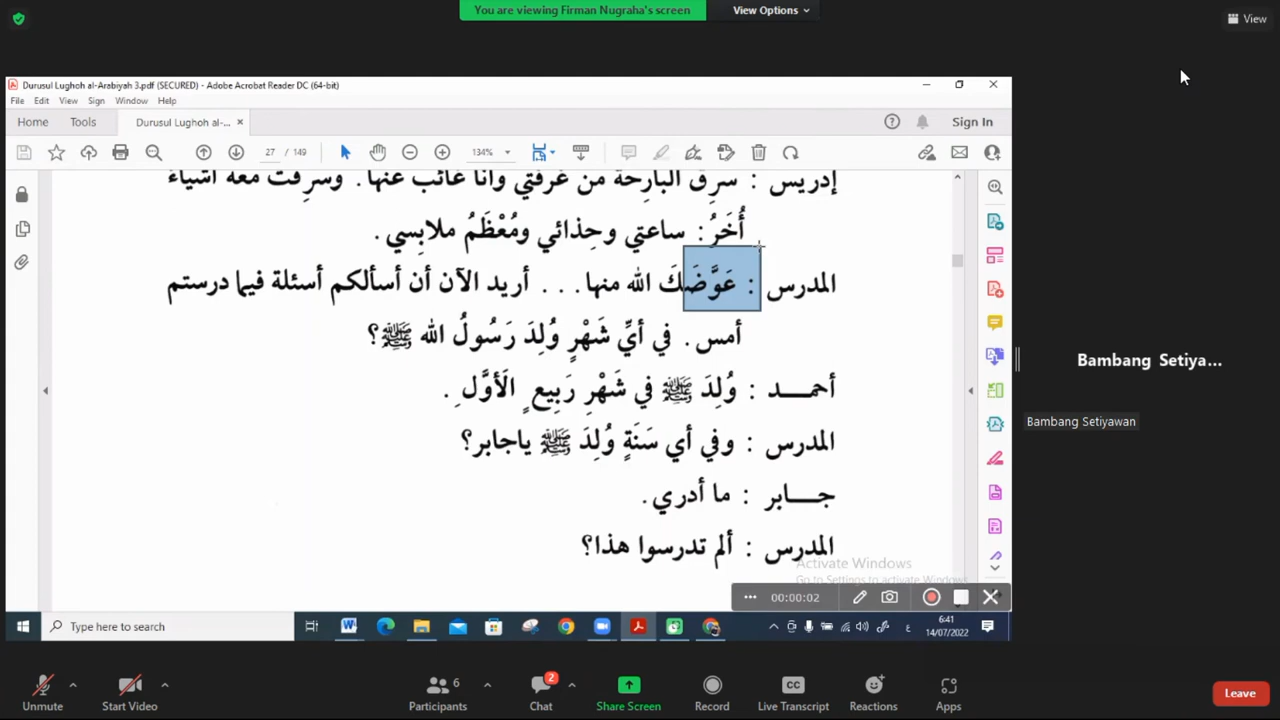 You are viewing Firman Nugraha's screen
View Options
View
Durusul Lughoh al-Arabiyah 3.pdf (SECURED) - Adobe Acrobat Reader DC (64-bit)
File Edit View Sign Window Help
Home Tools Durusul Lughoh al-... × Sign In
27 / 149 134%
إدريس : سرق البارحة من غرفتي وأنا غائب عنها. وسرقت معه أشياء
أُخَرُ: ساعتي وحِذائي ومُعْظَمُ ملابِسي.
المدرس : عَوَّضَكَ الله منها... أريد الآن أن أسألكم أسئلة فيما درستم
أمس. في أيِّ شَهْرٍ وُلِدَ رَسُولُ الله ﷺ؟
أحمـــد : وُلِدَ ﷺ في شَهْرِ رَبِيعٍ الَأوَّلِ.
المدرس : وفي أي سَنَةٍ وُلِدَ ﷺ ياجابر؟
جـــابر : ما أدري.
المدرس : ألم تدرسوا هذا؟
Bambang Setiya...
Bambang Setiyawan
Activate Windows
Go to Settings to activate Windows.
00:00:02
Type here to search
ع
6:41
14/07/2022
Unmute Start Video 6 Participants 2 Chat Share Screen Record CC Live Transcript Reactions Apps Leave